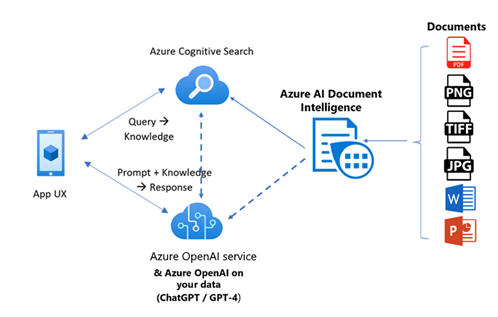 Documents
Azure Cognitive Search
PDF
Azure AI Document
Intelligence
PNG
Query →
Knowledge
TIFF
JPG
App UX
Prompt + Knowledge
→ Response
W
P
Azure OpenAI service
& Azure OpenAI on
your data
(ChatGPT / GPT-4)